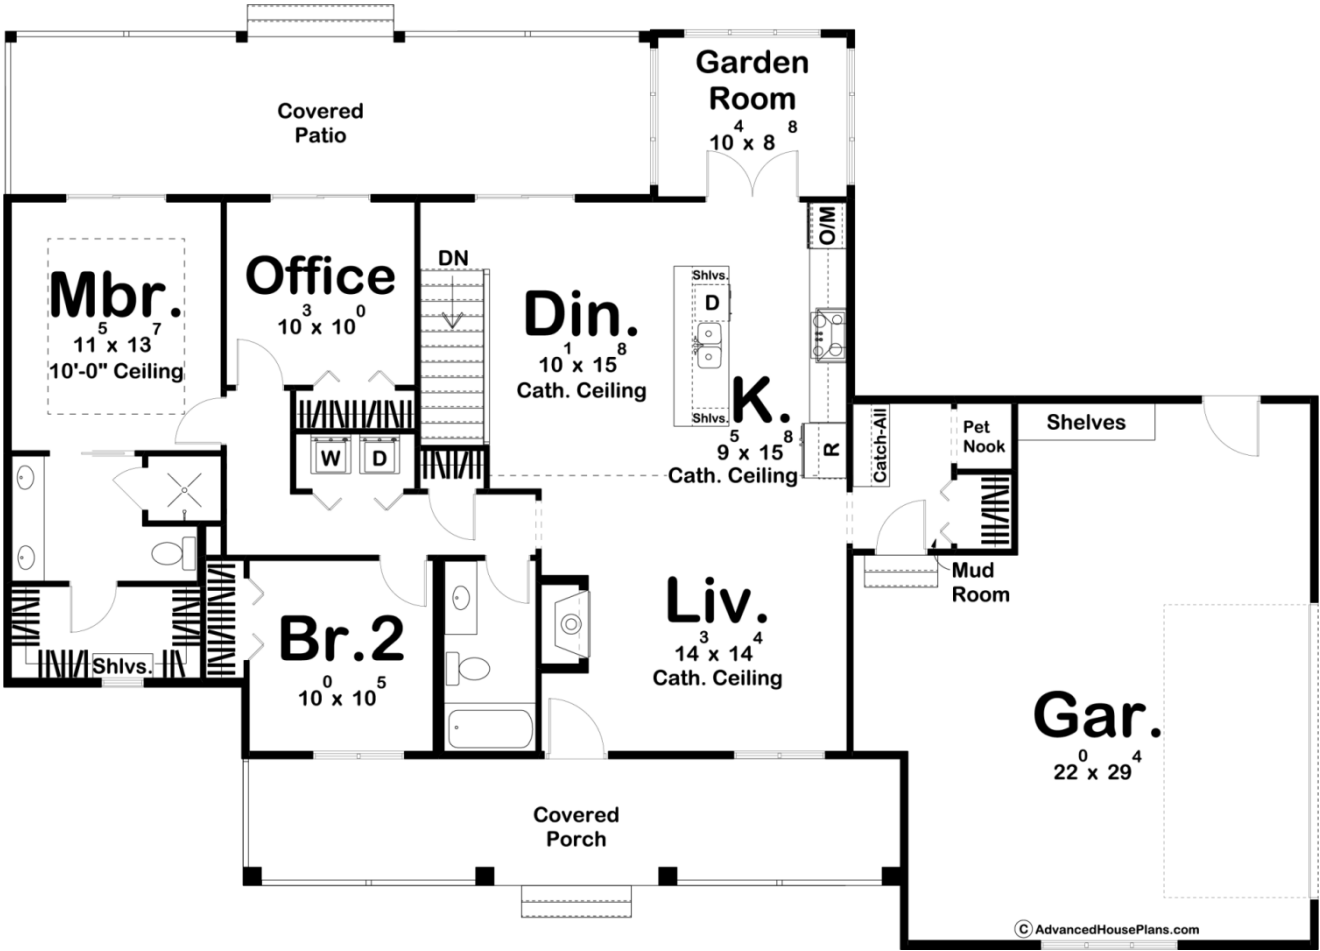 Covered
Patio
Garden
Room
10⁴ x 8⁸
Mbr.
11⁵ x 13⁷
10'-0" Ceiling
Office
10³ x 10⁰
DN
Din.
10¹ x 15⁸
Cath. Ceiling
O/M
Shlvs.
D
Shlvs.
K.
9⁵ x 15⁸
Cath. Ceiling
R
Catch-All
Pet
Nook
Shelves
W
D
Mud
Room
Liv.
14³ x 14⁴
Cath. Ceiling
Br.2
10⁰ x 10⁵
Shlvs.
Gar.
22⁰ x 29⁴
Covered
Porch
© AdvancedHousePlans.com